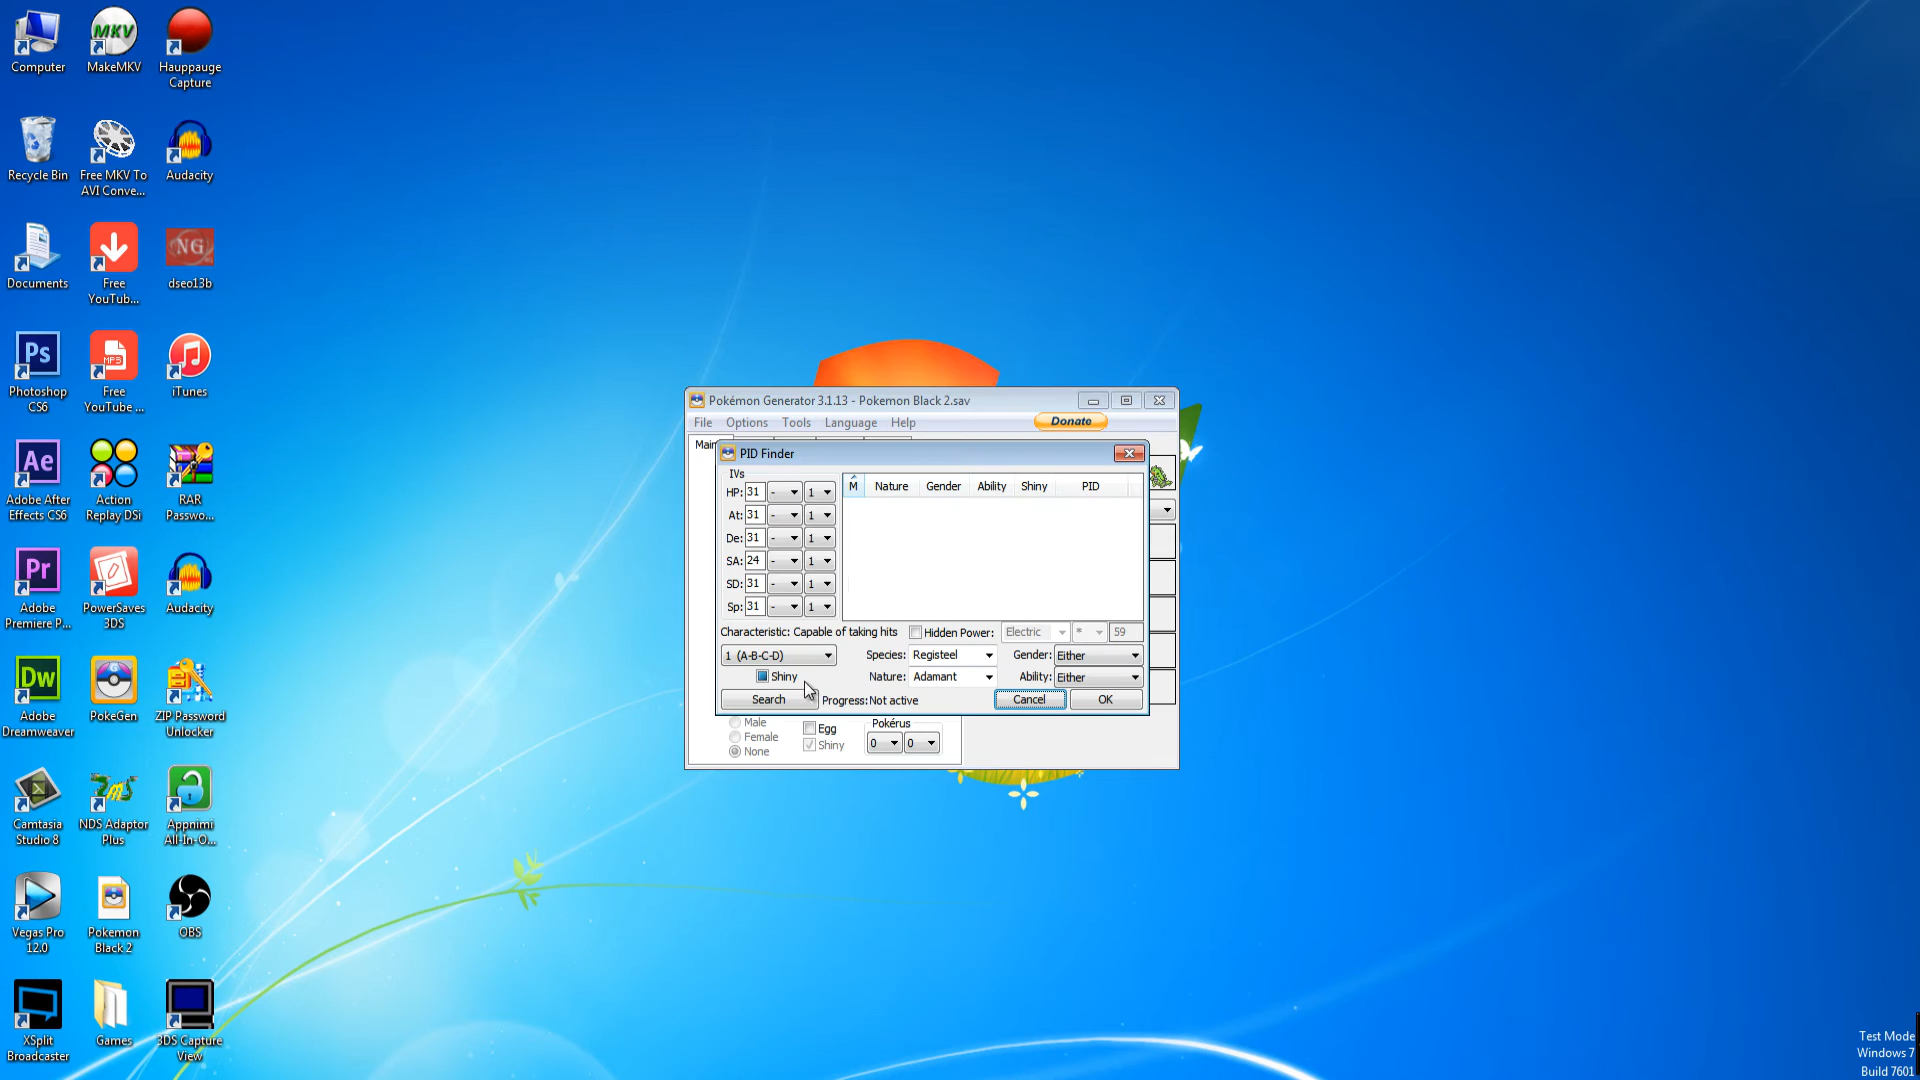 Computer
MakeMKV
Hauppauge
Capture
Recycle Bin
Free MKV To
AVI Conve...
Audacity
Documents
Free
YouTub...
dseo13b
Photoshop
CS6
Free
YouTube ...
iTunes
Adobe After
Effects CS6
Action
Replay DSi
RAR
Passwo...
Adobe
Premiere P...
PowerSaves
3DS
Audacity
Adobe
Dreamweaver
PokeGen
ZIP Password
Unlocker
Camtasia
Studio 8
NDS Adaptor
Plus
Appnimi
All-In-O...
Vegas Pro
12.0
Pokemon
Black 2
OBS
XSplit
Broadcaster
Games
3DS Capture
View
MKV
NG
Ps
MP3
Ae
Pr
Dw
Pokémon Generator 3.1.13 - Pokemon Black 2.sav
File Options Tools Language Help Donate
Main
PID Finder
IVs
HP: 31 - 1
At: 31 - 1
De: 31 - 1
SA: 24 - 1
SD: 31 - 1
Sp: 31 - 1
M Nature Gender Ability Shiny PID
Characteristic: Capable of taking hits Hidden Power: Electric * 59
1 (A-B-C-D) Species: Registeel Gender: Either
Shiny Nature: Adamant Ability: Either
Search Progress: Not active Cancel OK
Male
Female
None
Egg
Shiny
Pokérus
0 0
Test Mode
Windows 7
Build 7601